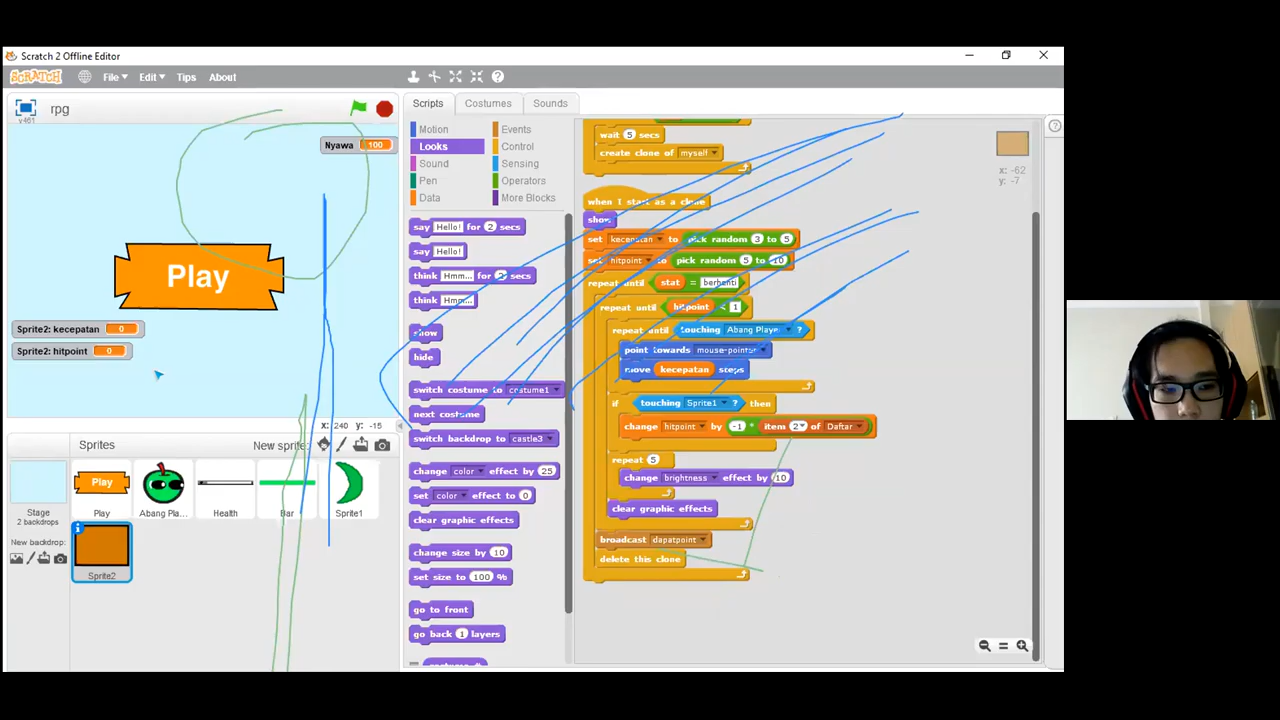 Scratch 2 Offline Editor
SCRATCH File Edit Tips About
v461 rpg
Nyawa 100
Play
Sprite2: kecepatan 0
Sprite2: hitpoint 0
x: 240 y: -15
Sprites New sprite:
Stage
2 backdrops
New backdrop:
Play
Play
Abang Pla...
Health
Bar
Sprite1
Sprite2
Scripts Costumes Sounds
Motion Events
Looks Control
Sound Sensing
Pen Operators
Data More Blocks
say Hello! for 2 secs
say Hello!
think Hmm... for 2 secs
think Hmm...
show
hide
switch costume to costume1
next costume
switch backdrop to castle3
change color effect by 25
set color effect to 0
clear graphic effects
change size by 10
set size to 100 %
go to front
go back 1 layers
wait 5 secs
create clone of myself
when I start as a clone
show
set kecepatan to pick random 3 to 5
set hitpoint to pick random 5 to 10
repeat until stat = berhenti
repeat until hitpoint < 1
repeat until touching Abang Player ?
point towards mouse-pointer
move kecepatan steps
if touching Sprite1 ? then
change hitpoint by -1 * item 2 of Daftar
repeat 5
change brightness effect by 10
clear graphic effects
broadcast dapatpoint
delete this clone
x: -62
y: -7